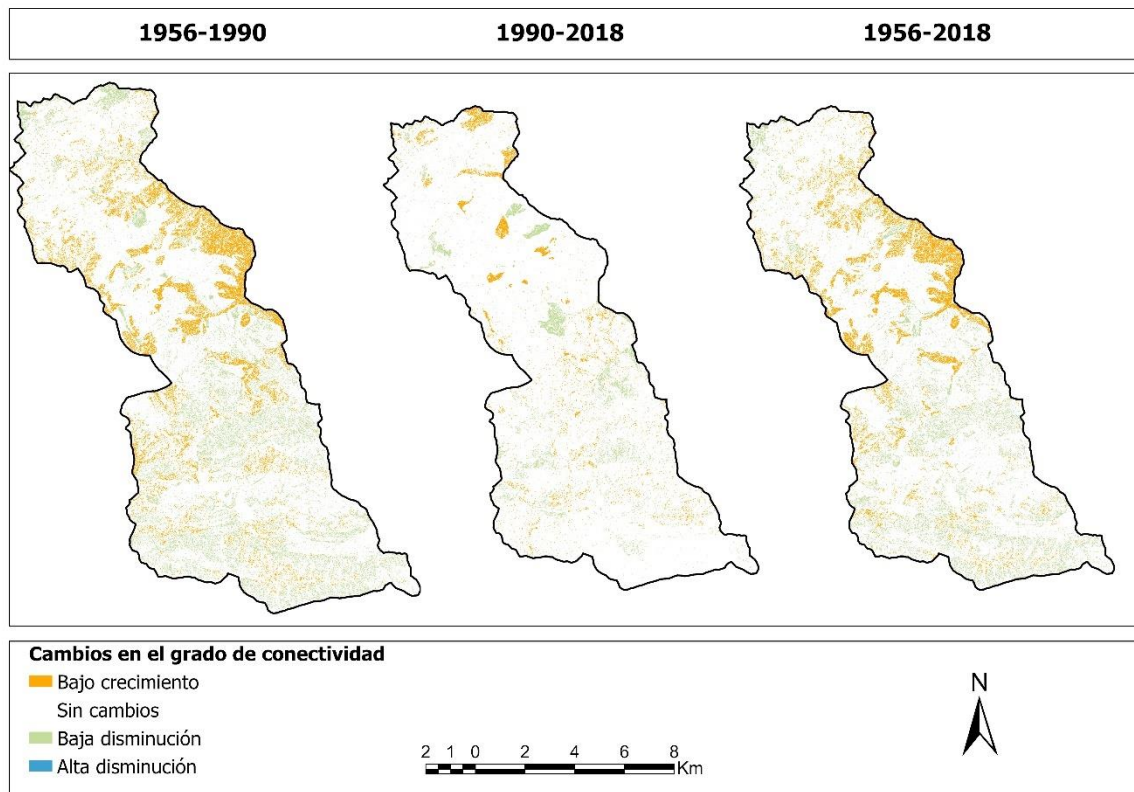 1956-1990 1990-2018 1956-2018
Cambios en el grado de conectividad
Bajo crecimiento
Sin cambios
Baja disminución
Alta disminución
N
2 1 0 2 4 6 8
Km